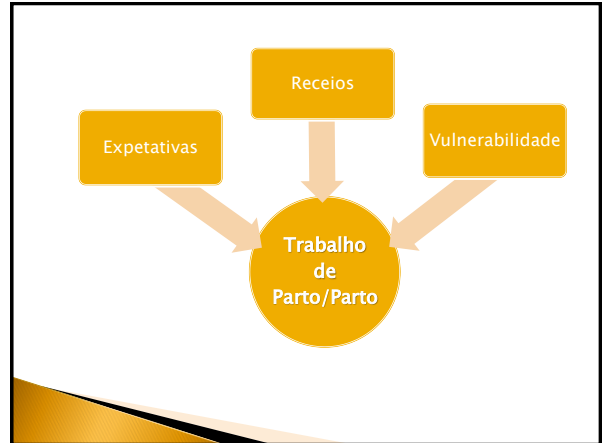 Receios
Expetativas
Vulnerabilidade
Trabalho
de
Parto/Parto